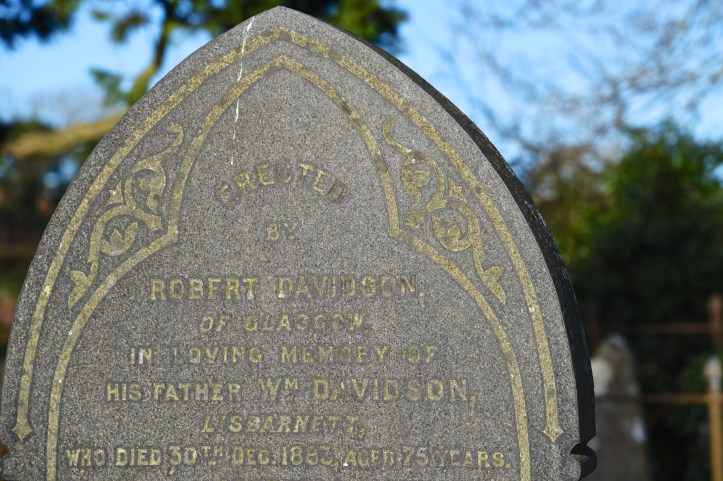 ERECTED
BY
ROBERT DAVIDSON,
OF GLASGOW,
IN LOVING MEMORY OF
HIS FATHER WM DAVIDSON,
LISBARNETT,
WHO DIED 30TH DEC. 1883, AGED 75 YEARS.